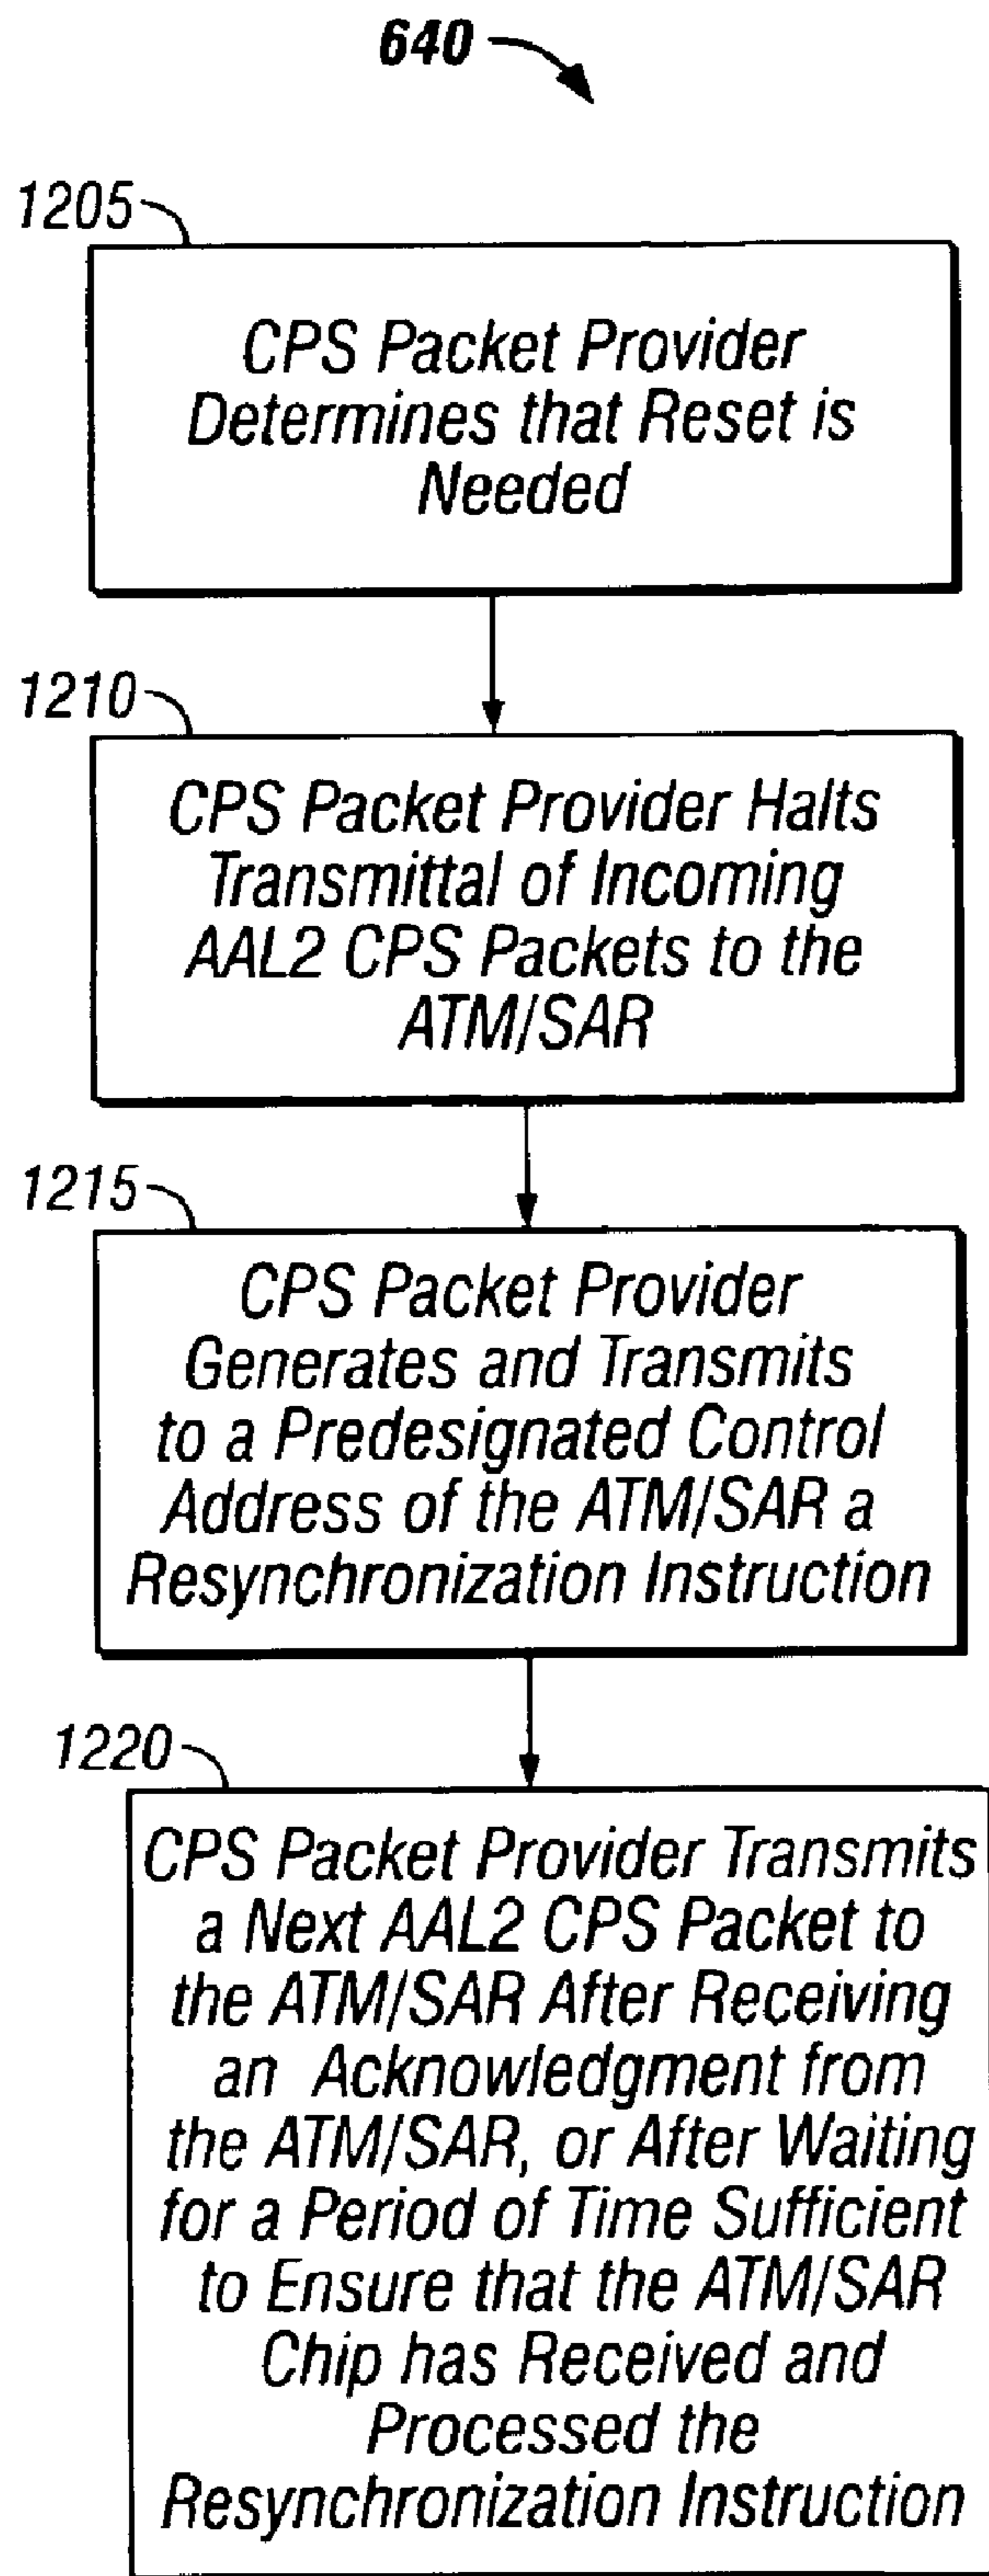 640
1205
CPS Packet Provider
Determines that Reset is
Needed
1210
CPS Packet Provider Halts
Transmittal of Incoming
AAL2 CPS Packets to the
ATM/SAR
1215
CPS Packet Provider
Generates and Transmits
to a Predesignated Control
Address of the ATM/SAR a
Resynchronization Instruction
1220
CPS Packet Provider Transmits
a Next AAL2 CPS Packet to
the ATM/SAR After Receiving
an Acknowledgment from
the ATM/SAR, or After Waiting
for a Period of Time Sufficient
to Ensure that the ATM/SAR
Chip has Received and
Processed the
Resynchronization Instruction